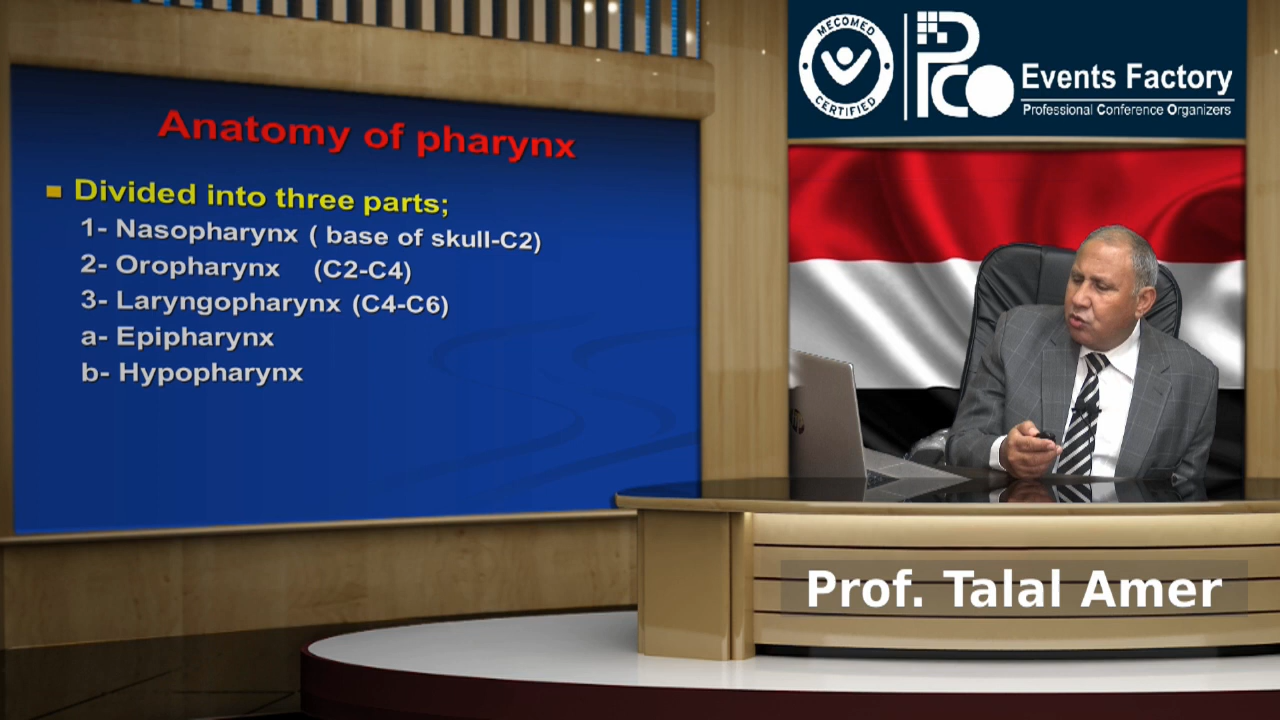 Anatomy of pharynx
■ Divided into three parts;
1- Nasopharynx ( base of skull-C2)
2- Oropharynx (C2-C4)
3- Laryngopharynx (C4-C6)
a- Epipharynx
b- Hypopharynx
MECOMED
CERTIFIED
PCO
Events Factory
Professional Conference Organizers
hp
Prof. Talal Amer